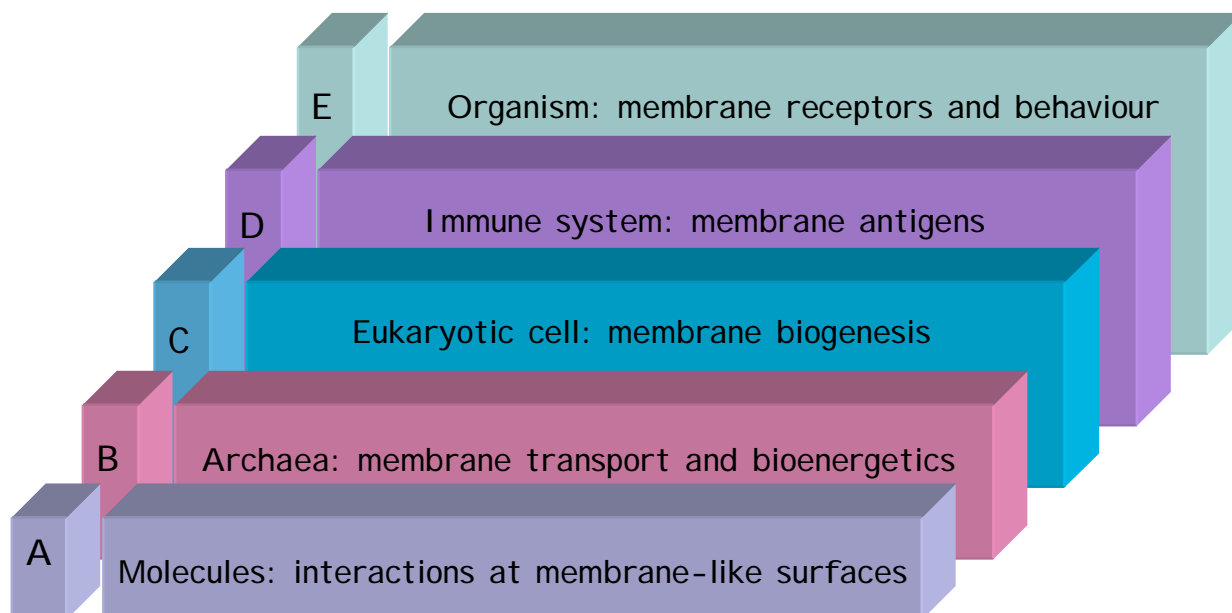 E
Organism: membrane receptors and behaviour
D
Immune system: membrane antigens
C
Eukaryotic cell: membrane biogenesis
B
Archaea: membrane transport and bioenergetics
A
Molecules: interactions at membrane-like surfaces